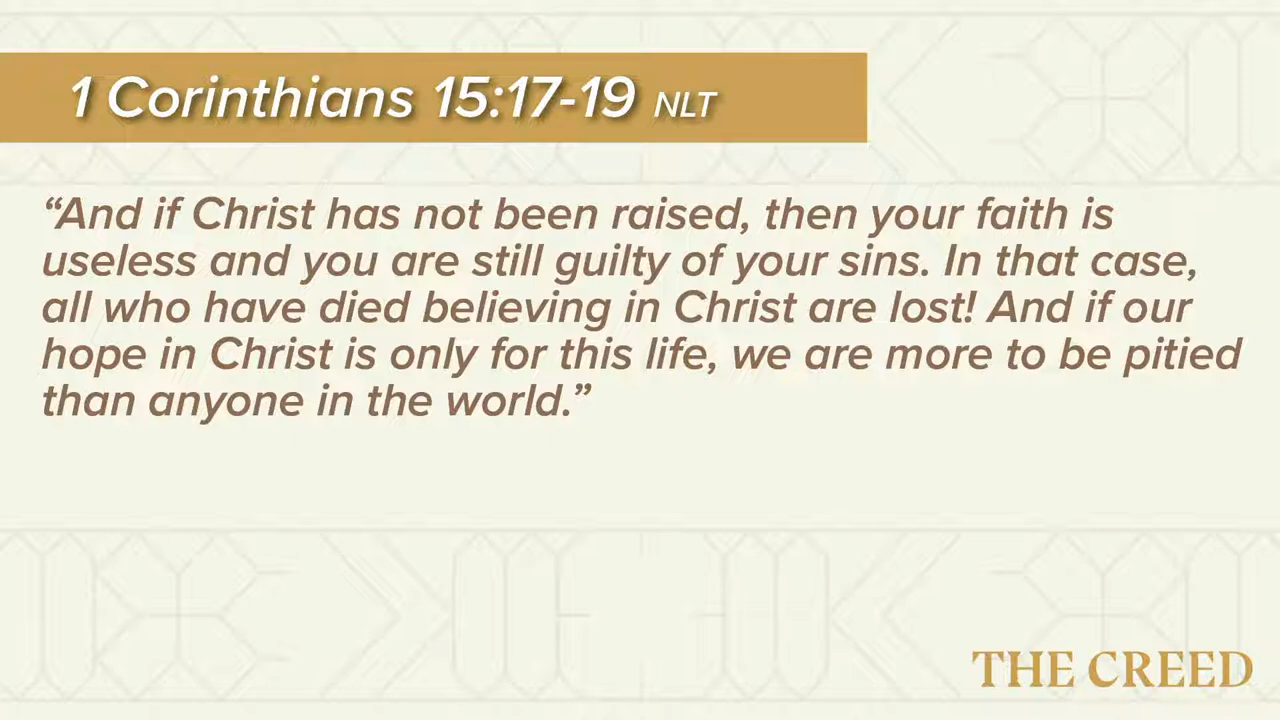 1 Corinthians 15:17-19 NLT
“And if Christ has not been raised, then your faith is
useless and you are still guilty of your sins. In that case,
all who have died believing in Christ are lost! And if our
hope in Christ is only for this life, we are more to be pitied
than anyone in the world.”
THE CREED